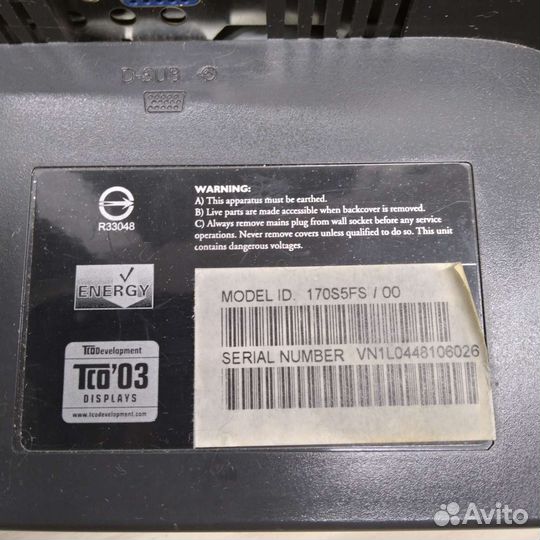 D-SUB
WARNING:
A) This apparatus must be earthed.
B) Live parts are made accessible when backcover is removed.
C) Always remove mains plug from wall socket before any service
operations. Never remove covers unless qualified to do so. This unit
contains dangerous voltages.
R33048
ENERGY
MODEL ID. 170S5FS / 00
SERIAL NUMBER VN1L0448106026
TCODevelopment
TCO'03
DISPLAYS
www.tcodevelopment.com
Avito